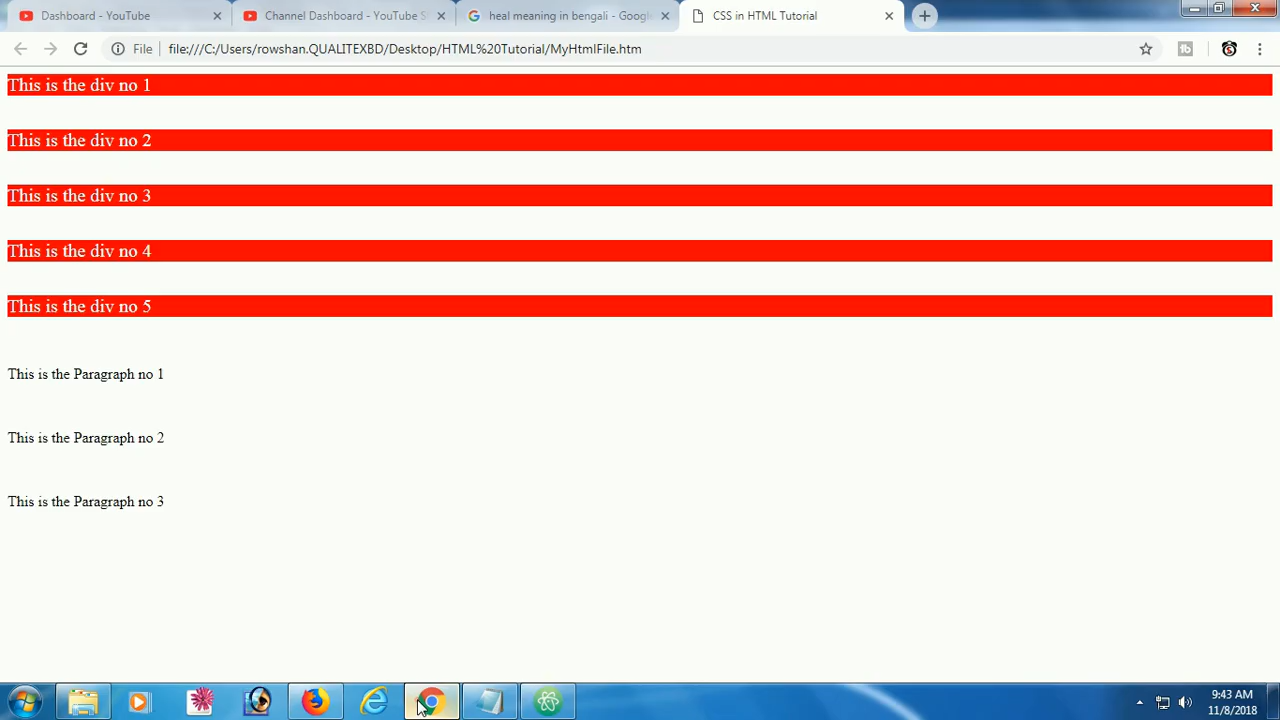 Dashboard - YouTube
Channel Dashboard - YouTube S
heal meaning in bengali - Goog
CSS in HTML Tutorial
File
file:///C:/Users/rowshan.QUALITEXBD/Desktop/HTML%20Tutorial/MyHtmlFile.htm
This is the div no 1
This is the div no 2
This is the div no 3
This is the div no 4
This is the div no 5
This is the Paragraph no 1
This is the Paragraph no 2
This is the Paragraph no 3
9:43 AM
11/8/2018